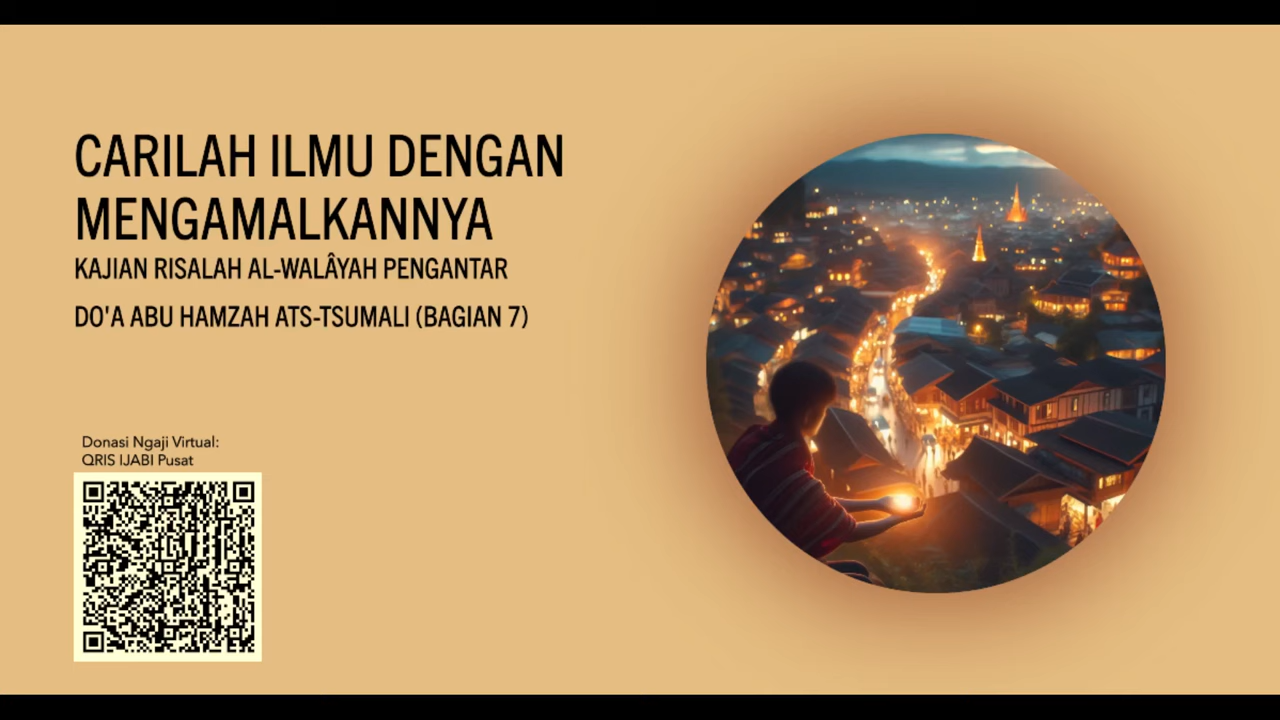 CARILAH ILMU DENGAN
MENGAMALKANNYA
KAJIAN RISALAH AL-WALÂYAH PENGANTAR
DO'A ABU HAMZAH ATS-TSUMALI (BAGIAN 7)
Donasi Ngaji Virtual:
QRIS IJABI Pusat